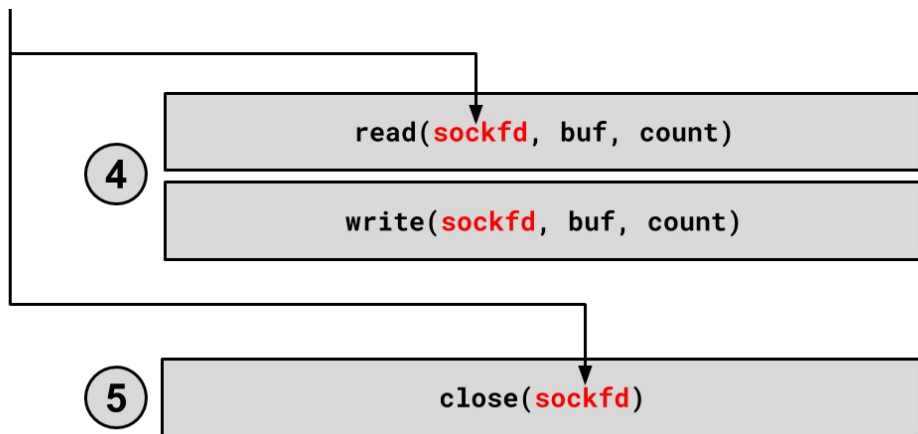 4
read(sockfd, buf, count)
write(sockfd, buf, count)
5
close(sockfd)